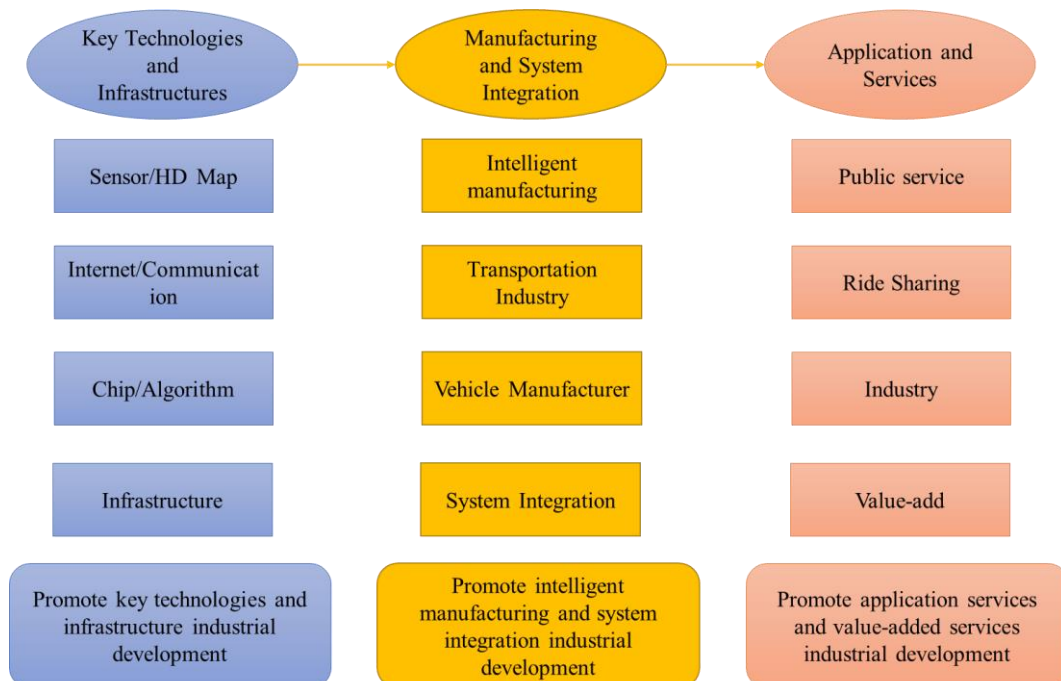 Key Technologies
and
Infrastructures
Manufacturing
and System
Integration
Application and
Services
Sensor/HD Map
Intelligent
manufacturing
Public service
Internet/Communicat
ion
Transportation
Industry
Ride Sharing
Chip/Algorithm
Vehicle Manufacturer
Industry
Infrastructure
System Integration
Value-add
Promote key technologies and
infrastructure industrial
development
Promote intelligent
manufacturing and system
integration industrial
development
Promote application services
and value-added services
industrial development